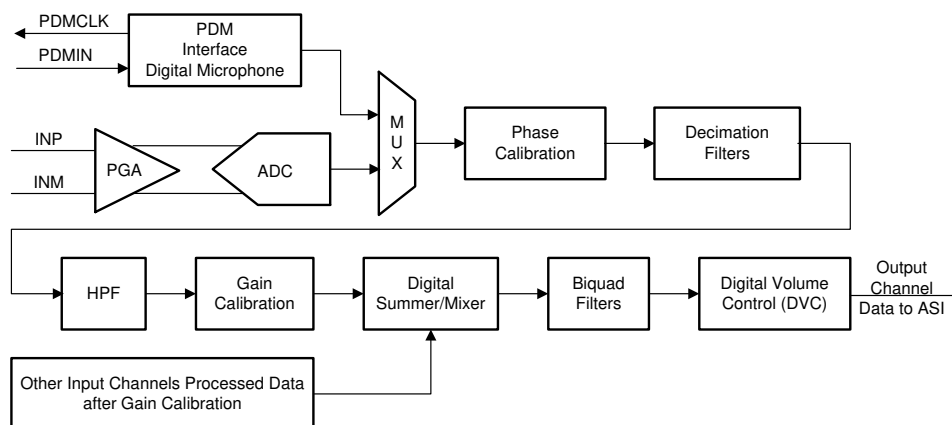 PDMCLK
PDMIN
PDM
Interface
Digital Microphone
INP
INM
PGA
ADC
M
U
X
Phase
Calibration
Decimation
Filters
HPF
Gain
Calibration
Digital
Summer/Mixer
Biquad
Filters
Digital Volume
Control (DVC)
Output
Channel
Data to ASI
Other Input Channels Processed Data
after Gain Calibration